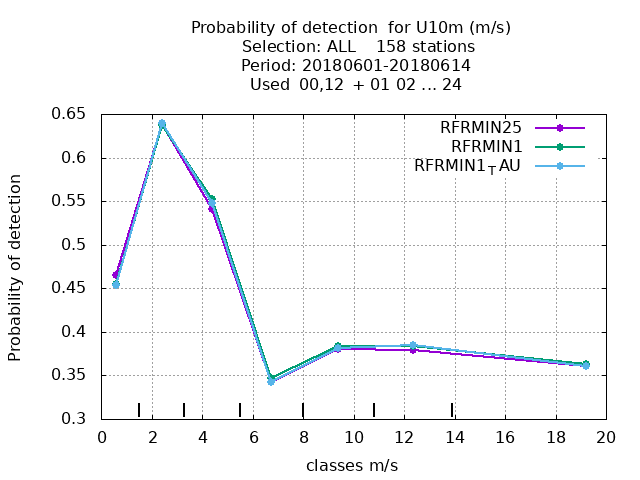 Probability of detection  for U10m (m/s)
Selection: ALL    158 stations
Period: 20180601-20180614
Used  00,12  + 01 02 ... 24
RFRMIN25
RFRMIN1
RFRMIN1TAU
Probability of detection
0.65
0.6
0.55
0.5
0.45
0.4
0.35
0.3
0 2 4 6 8 10 12 14 16 18 20
classes m/s